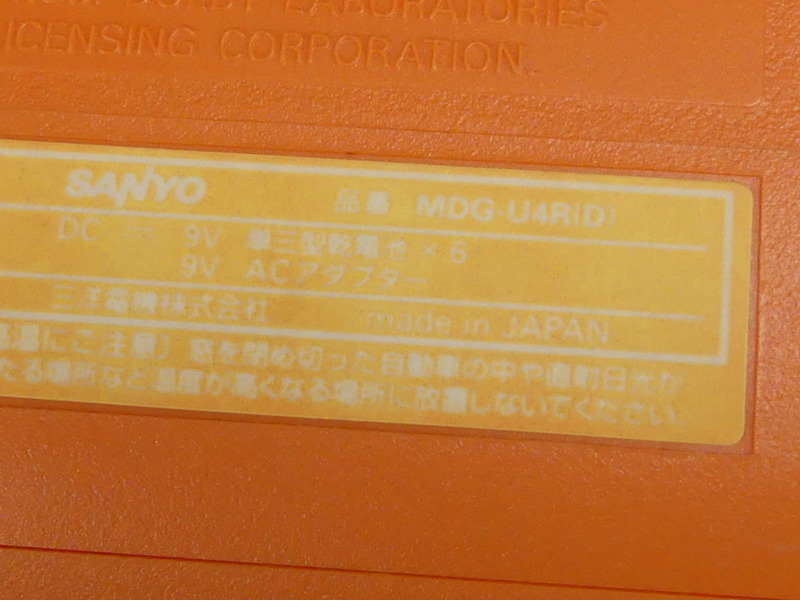 DOLBY LABORATORIES
LICENSING CORPORATION.
SANYO 品番 MDG-U4R(D)
DC 9V 単三型乾電池×6
9V ACアダプター
三洋電機株式会社 made in JAPAN
高温にご注意〕窓を閉め切った自動車の中や直射日光が
たる場所など温度が高くなる場所に放置しないでください。